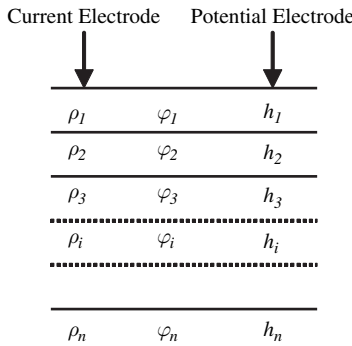 Current Electrode Potential Electrode
ρ₁ φ₁ h₁
ρ₂ φ₂ h₂
ρ₃ φ₃ h₃
ρᵢ φᵢ hᵢ
ρₙ φₙ hₙ